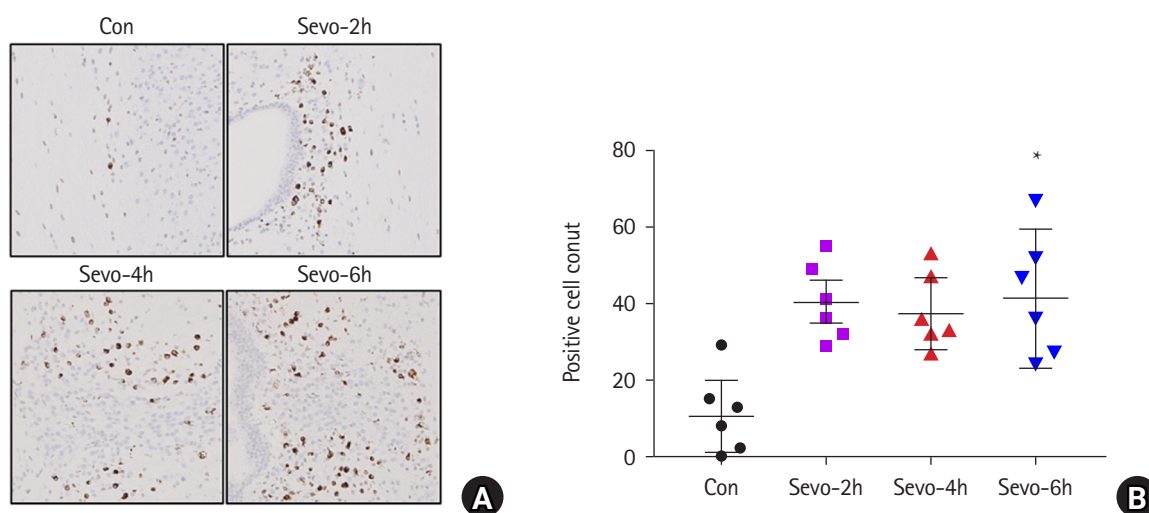 Con
Sevo-2h
Sevo-4h
Sevo-6h
A
Positive cell conut
80
60
40
20
0
*
Con
Sevo-2h
Sevo-4h
Sevo-6h
B